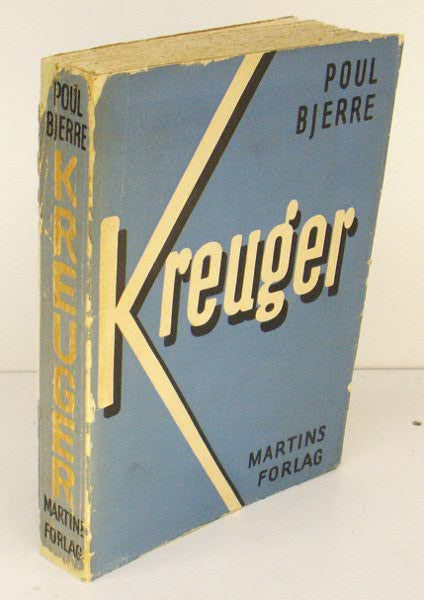 POUL
BJERRE
KREUGER
MARTINS
FORLAG
POUL
BJERRE
Kreuger
MARTINS
FORLAG